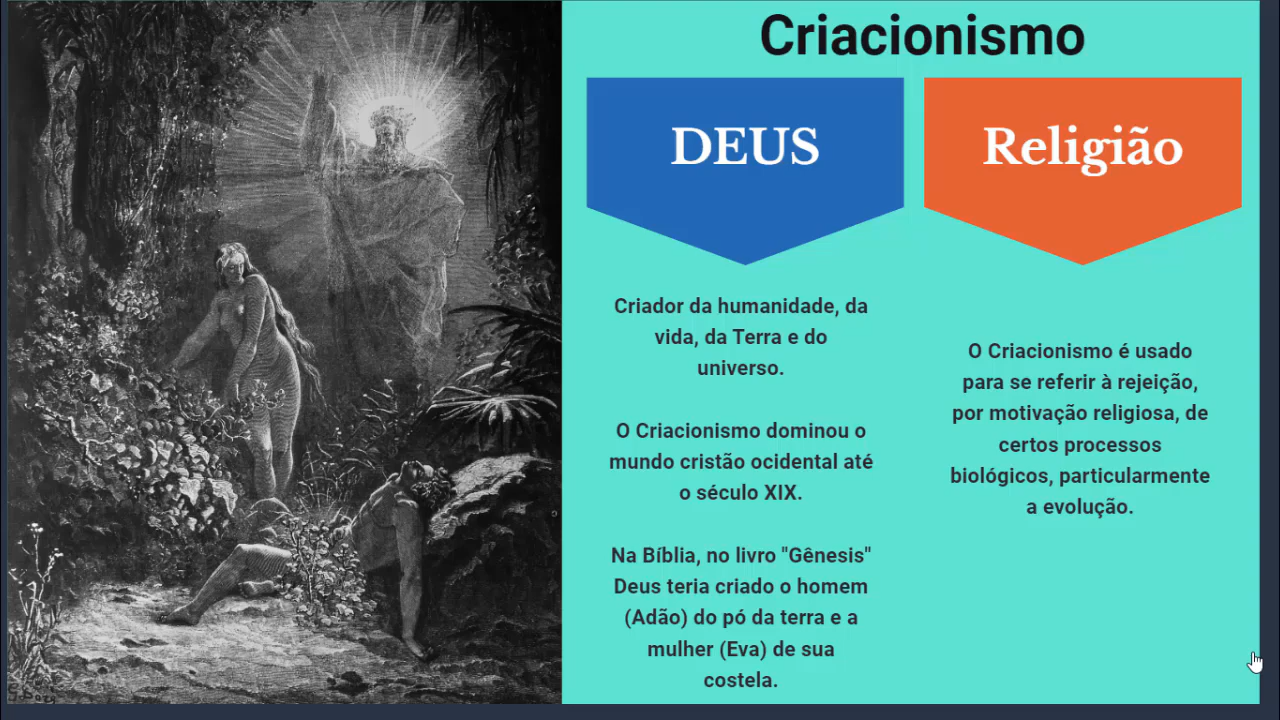 Criacionismo
DEUS
Criador da humanidade, da
vida, da Terra e do
universo.
O Criacionismo dominou o
mundo cristão ocidental até
o século XIX.
Na Bíblia, no livro "Gênesis"
Deus teria criado o homem
(Adão) do pó da terra e a
mulher (Eva) de sua
costela.
Religião
O Criacionismo é usado
para se referir à rejeição,
por motivação religiosa, de
certos processos
biológicos, particularmente
a evolução.